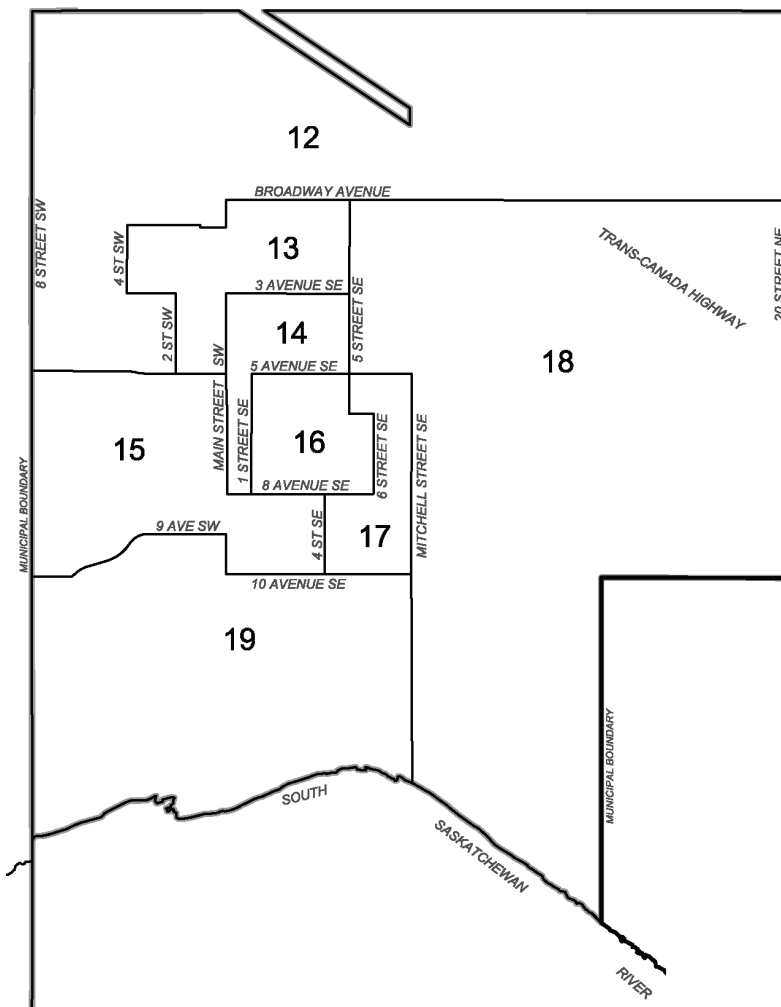 12
BROADWAY AVENUE
8 STREET SW
4 ST SW
13
TRANS-CANADA HIGHWAY
20 STREET NE
3 AVENUE SE
2 ST SW
14
5 STREET SE
18
MAIN STREET SW
5 AVENUE SE
15
1 STREET SE
16
6 STREET SE
MITCHELL STREET SE
8 AVENUE SE
MUNICIPAL BOUNDARY
9 AVE SW
4 ST SE
17
10 AVENUE SE
19
MUNICIPAL BOUNDARY
SOUTH
SASKATCHEWAN
RIVER